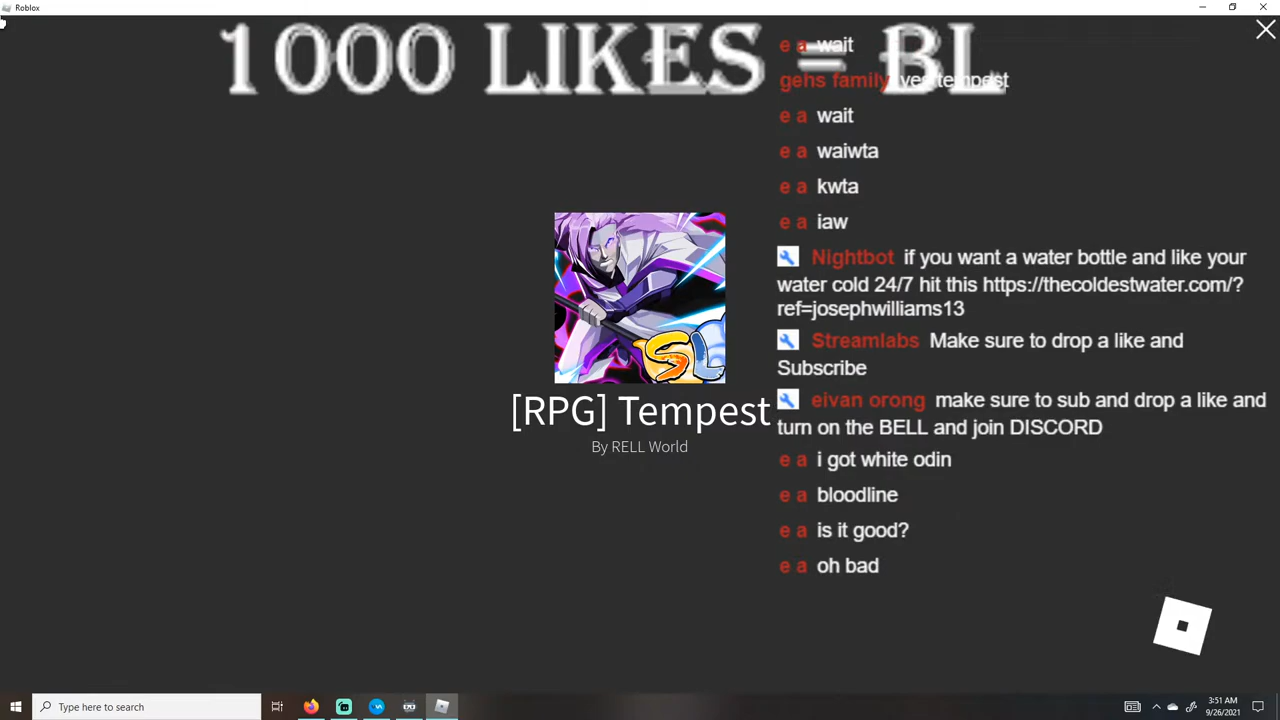 Roblox
1000 LIKES = BL
e a wait
gehs family yes tempest
e a wait
e a waiwta
e a kwta
e a iaw
Nightbot if you want a water bottle and like your
water cold 24/7 hit this https://thecoldestwater.com/?
ref=josephwilliams13
Streamlabs Make sure to drop a like and
Subscribe
eivan orong make sure to sub and drop a like and
turn on the BELL and join DISCORD
e a i got white odin
e a bloodline
e a is it good?
e a oh bad
SL
[RPG] Tempest
By RELL World
Type here to search
3:51 AM
9/26/2021